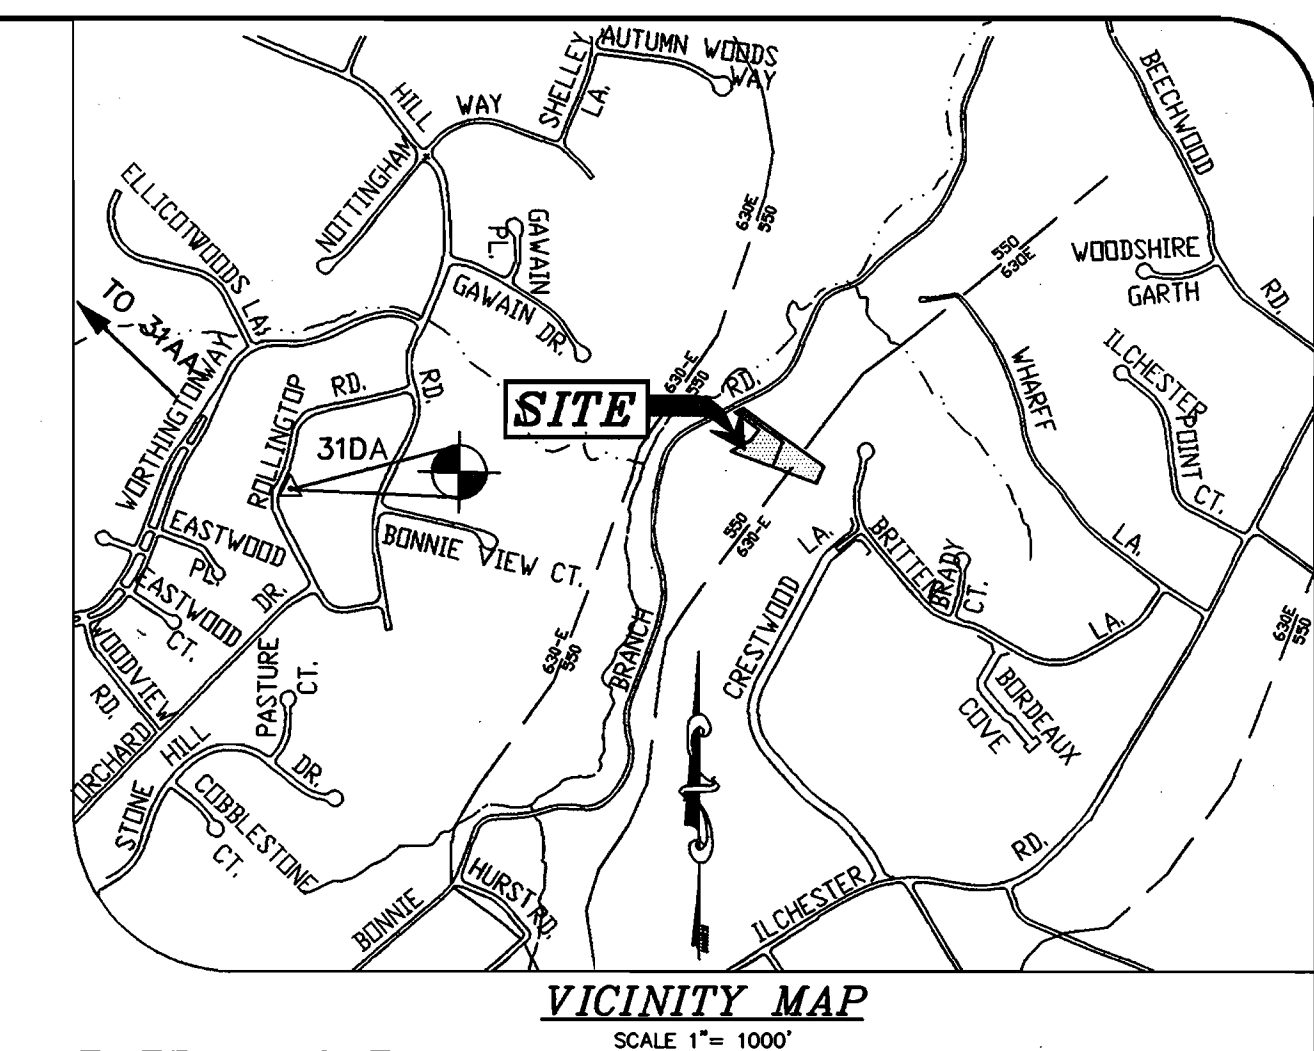 AUTUMN WOODS
WAY
SHELLEY
LA.
HILL
WAY
NOTTINGHAM
BEECHWOOD
RD.
ELLICOTWOODS
LA.
GAWAIN
PL.
GAWAIN DR.
630E
550
550
630E
WOODSHIRE
GARTH
TO 31AA
WORTHINGTON WAY
ROLLINGTOP
RD.
RD.
31DA
SITE
630-E
550
RD.
WHARFF
LA.
ILCHESTER
POINT
CT.
EASTWOOD
PL.
EASTWOOD
CT.
BONNIE VIEW CT.
DR.
550
630-E
LA.
CRESTWOOD
BRITTEN
BRADY
CT.
LA.
630E
550
WOODVIEW
RD.
ORCHARD
PASTURE
CT.
630-E
550
BRANCH
BORDEAUX
COVE
STONE
HILL
DR.
COBBLESTONE
CT.
BONNIE
HURST RD.
ILCHESTER
RD.
VICINITY MAP
SCALE 1"= 1000'